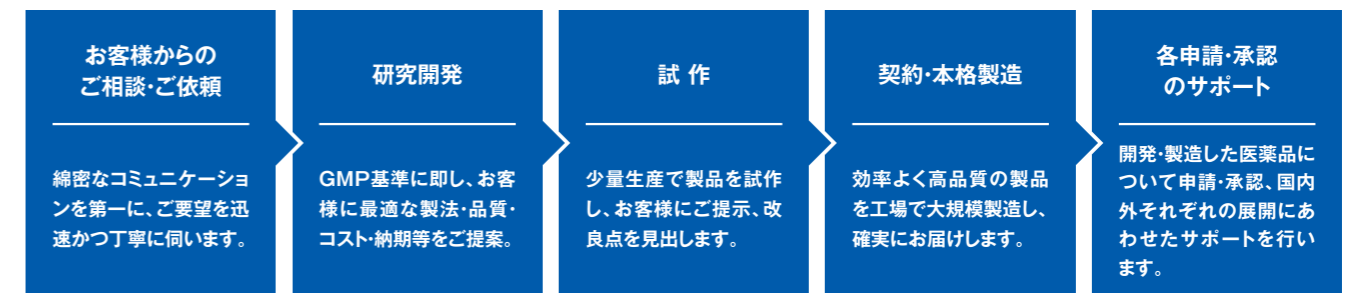 お客様からの
ご相談・ご依頼
綿密なコミュニケーショ
ンを第一に、ご要望を迅
速かつ丁寧に伺います。
研究開発
GMP基準に即し、お客
様に最適な製法・品質・
コスト・納期等をご提案。
試 作
少量生産で製品を試作
し、お客様にご提示、改
良点を見出します。
契約・本格製造
効率よく高品質の製品
を工場で大規模製造し、
確実にお届けします。
各申請・承認
のサポート
開発・製造した医薬品に
ついて申請・承認、国内
外それぞれの展開にあ
わせたサポートを行い
ます。